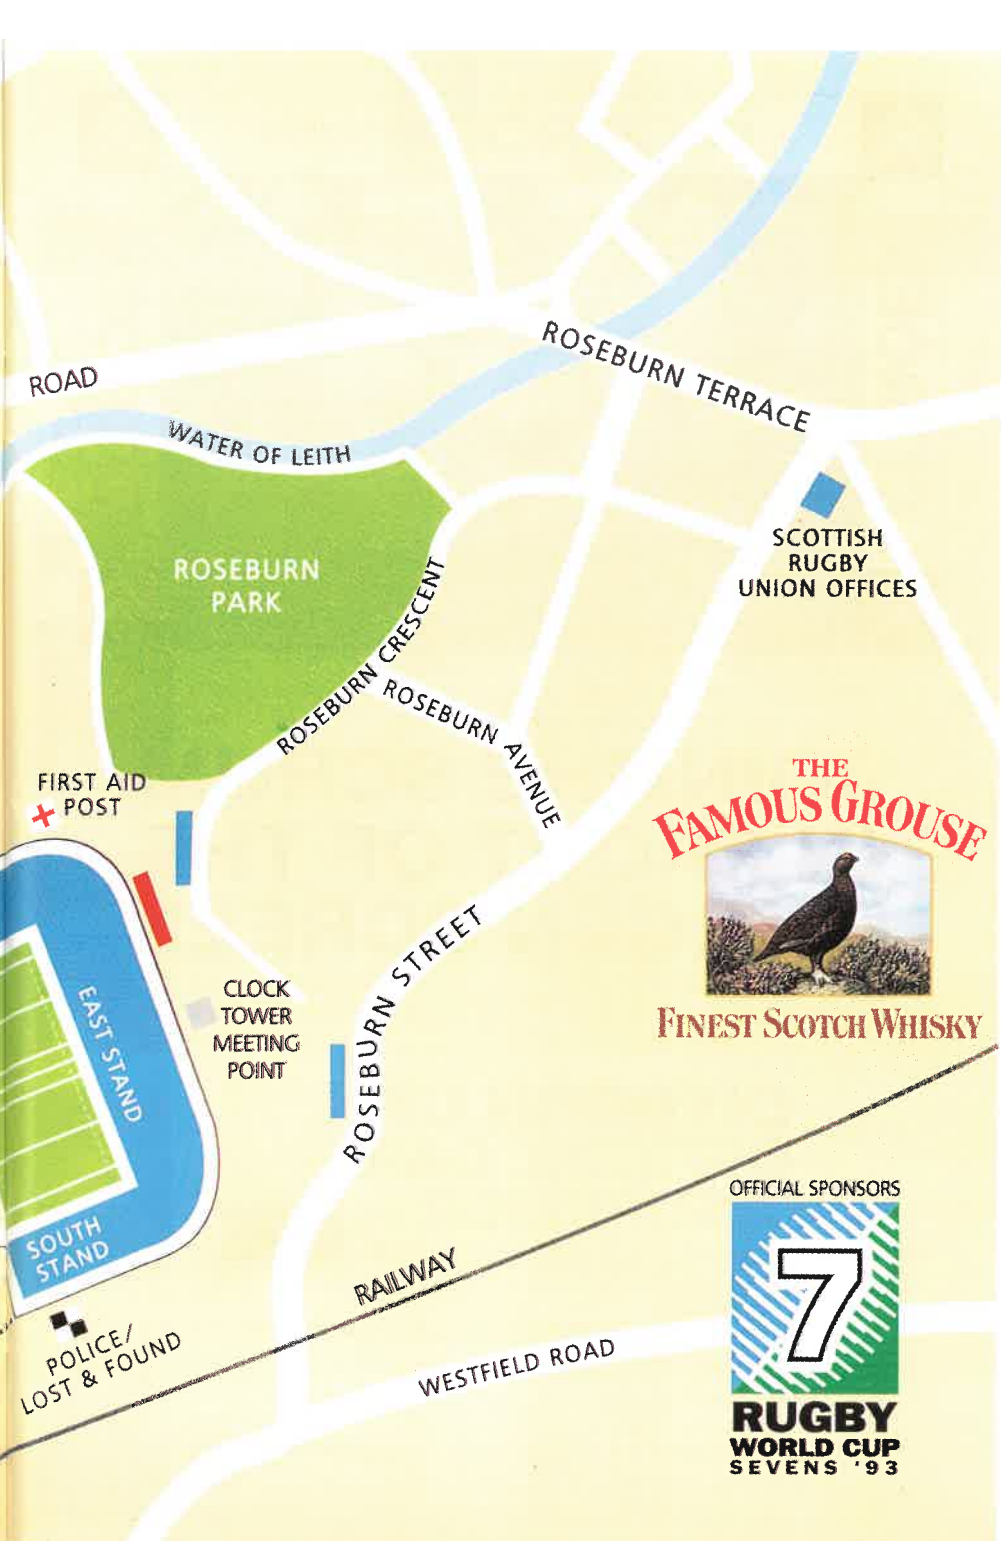 ROSEBURN TERRACE
ROAD
WATER OF LEITH
SCOTTISH
RUGBY
UNION OFFICES
ROSEBURN
PARK
ROSEBURN CRESCENT
ROSEBURN AVENUE
FIRST AID
POST
THE
FAMOUS GROUSE
FINEST SCOTCH WHISKY
ROSEBURN STREET
CLOCK
TOWER
MEETING
POINT
EAST STAND
SOUTH
STAND
OFFICIAL SPONSORS
7
RUGBY
WORLD CUP
SEVENS '93
RAILWAY
POLICE/
LOST & FOUND
WESTFIELD ROAD